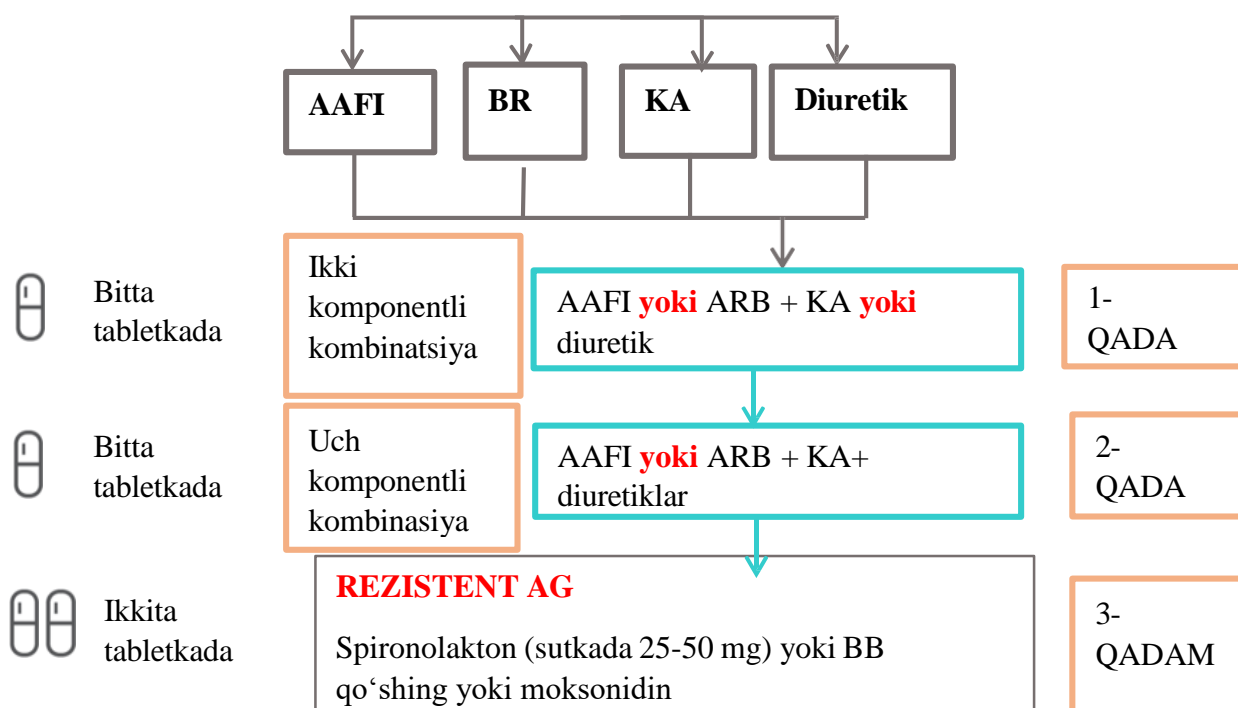 AAFI
BR
KA
Diuretik
Bitta
tabletkada
Ikki
komponentli
kombinatsiya
AAFI yoki ARB + KA yoki
diuretik
1-
QADA
Bitta
tabletkada
Uch
komponentli
kombinasiya
AAFI yoki ARB + KA+
diuretiklar
2-
QADA
Ikkita
tabletkada
REZISTENT AG
Spironolakton (sutkada 25-50 mg) yoki BB
qo‘shing yoki moksonidin
3-
QADAM